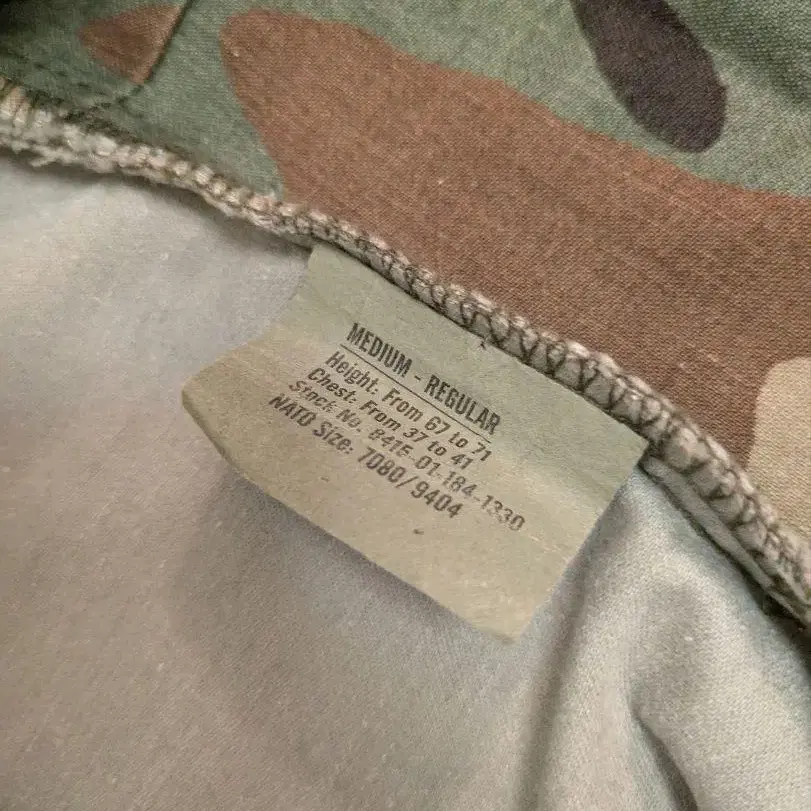 MEDIUM - REGULAR
Height: From 67 to 71
Chest: From 37 to 41
Stock No. 8415-01-184-1330
NATO Size: 7080/9404